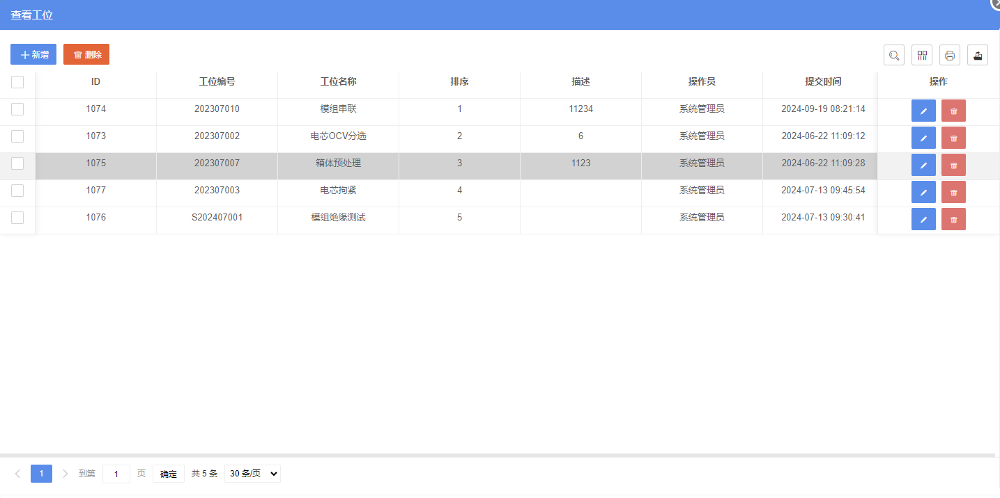 查看工位
新增 删除
ID 工位编号 工位名称 排序 描述 操作员 提交时间 操作
1074 202307010 模组串联 1 11234 系统管理员 2024-09-19 08:21:14
1073 202307002 电芯OCV分选 2 6 系统管理员 2024-06-22 11:09:12
1075 202307007 箱体预处理 3 1123 系统管理员 2024-06-22 11:09:28
1077 202307003 电芯拘紧 4 系统管理员 2024-07-13 09:45:54
1076 S202407001 模组绝缘测试 5 系统管理员 2024-07-13 09:30:41
1 到第 1 页 确定 共 5 条 30 条/页